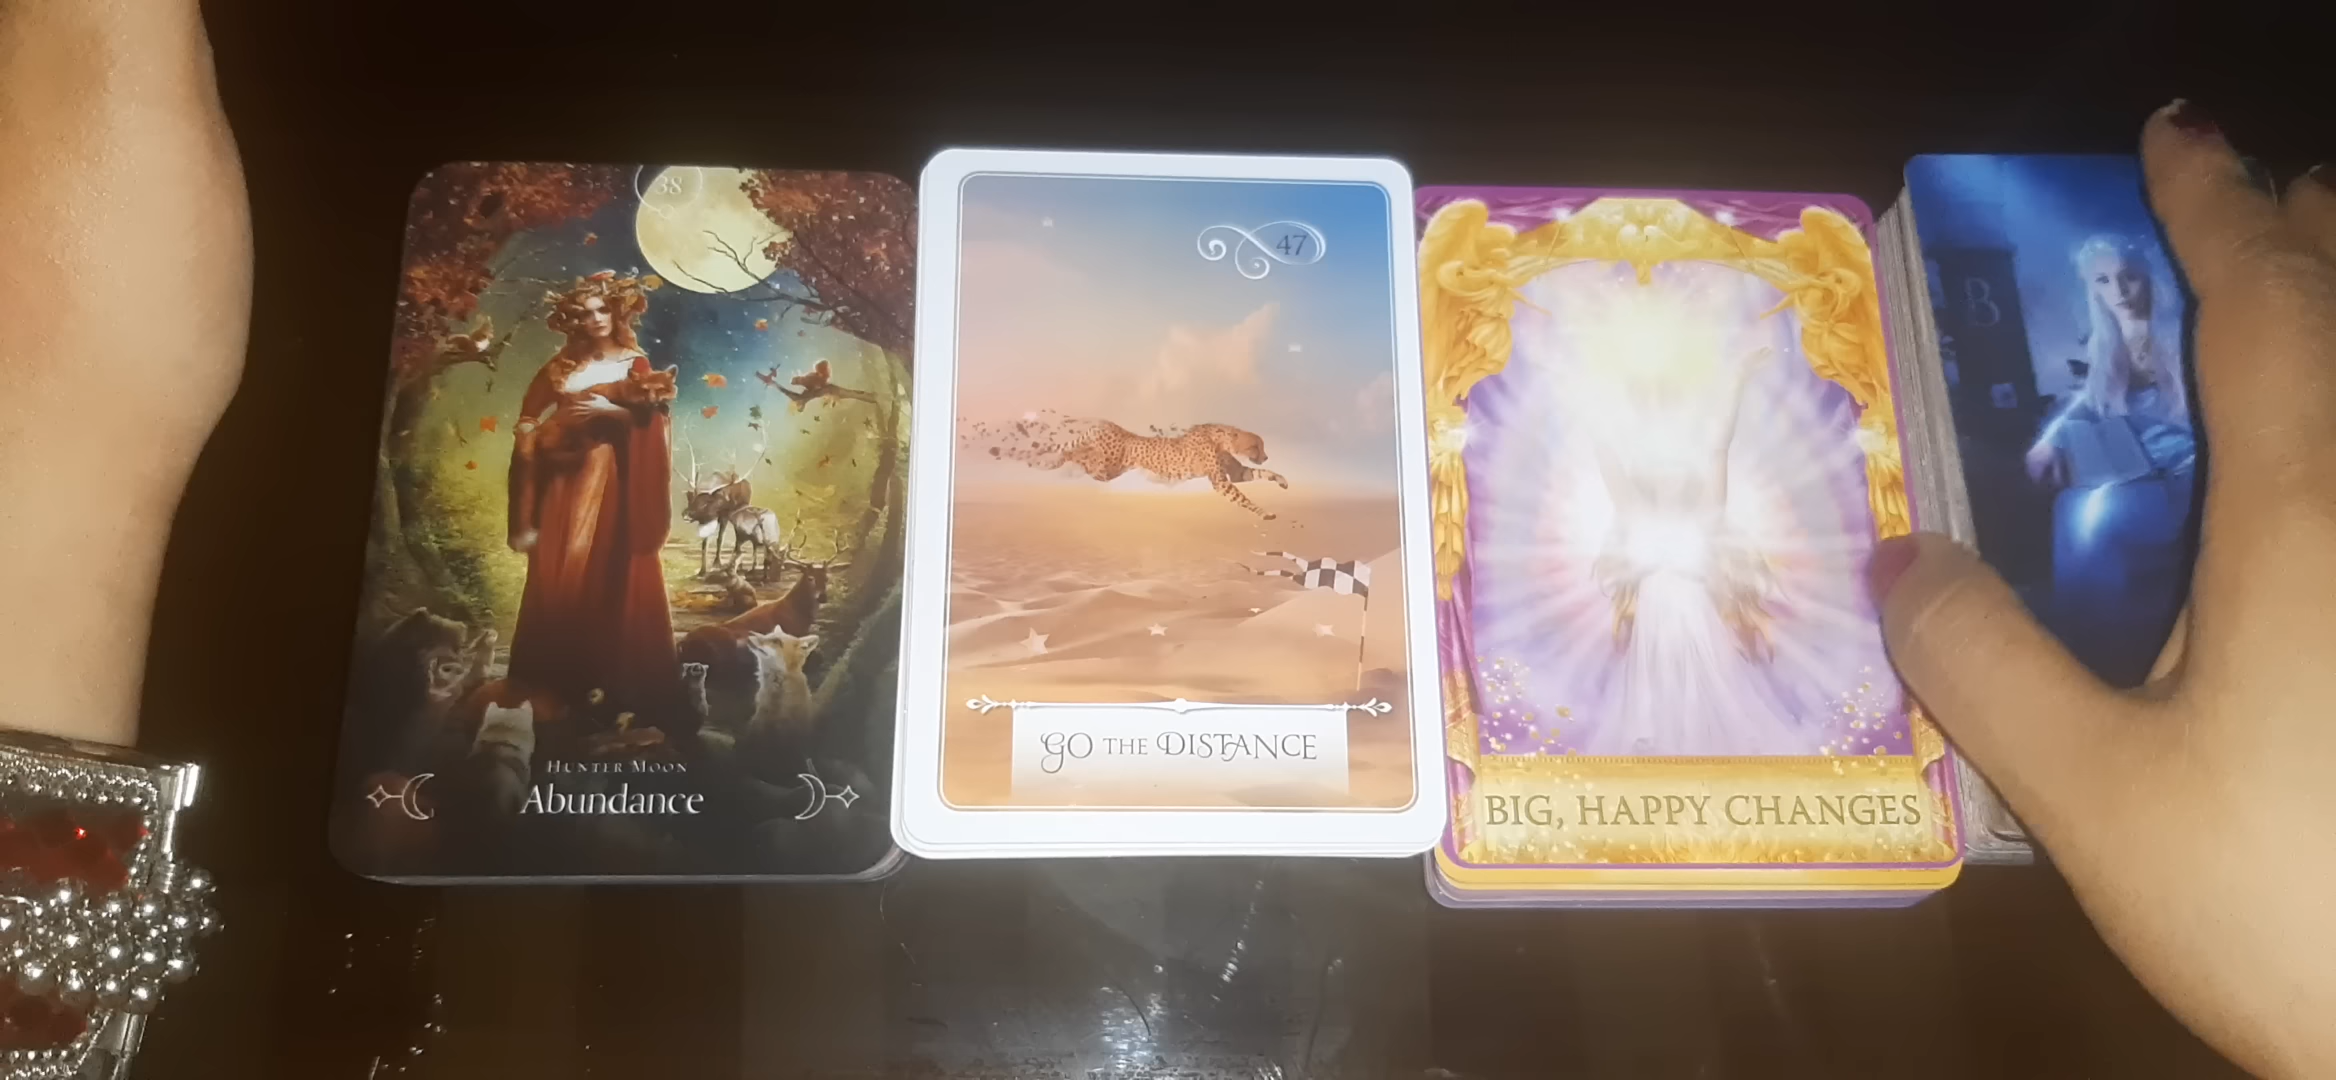 38
HUNTER MOON
Abundance
47
GO THE DISTANCE
BIG, HAPPY CHANGES
B